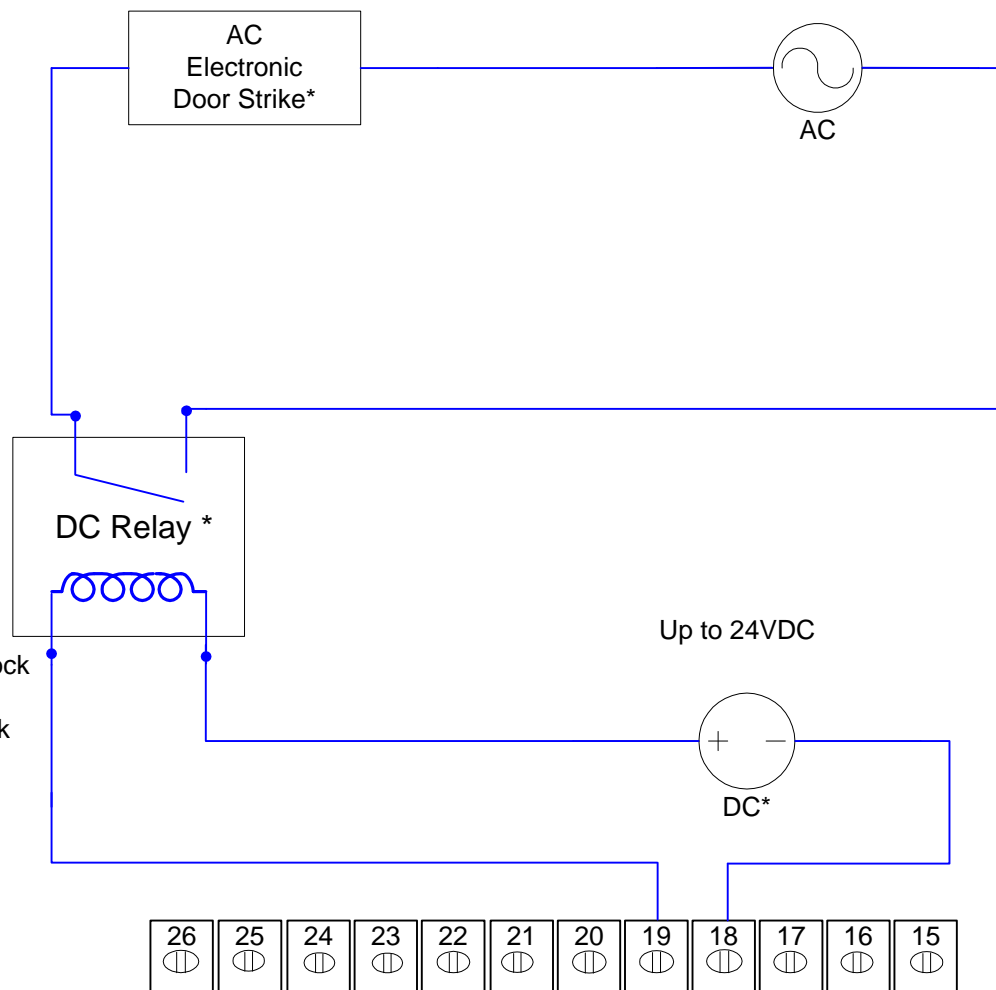 AC
Electronic
Door Strike*
AC
DC Relay *
Up to 24VDC
ock
k
+ −
DC*
26 25 24 23 22 21 20 19 18 17 16 15